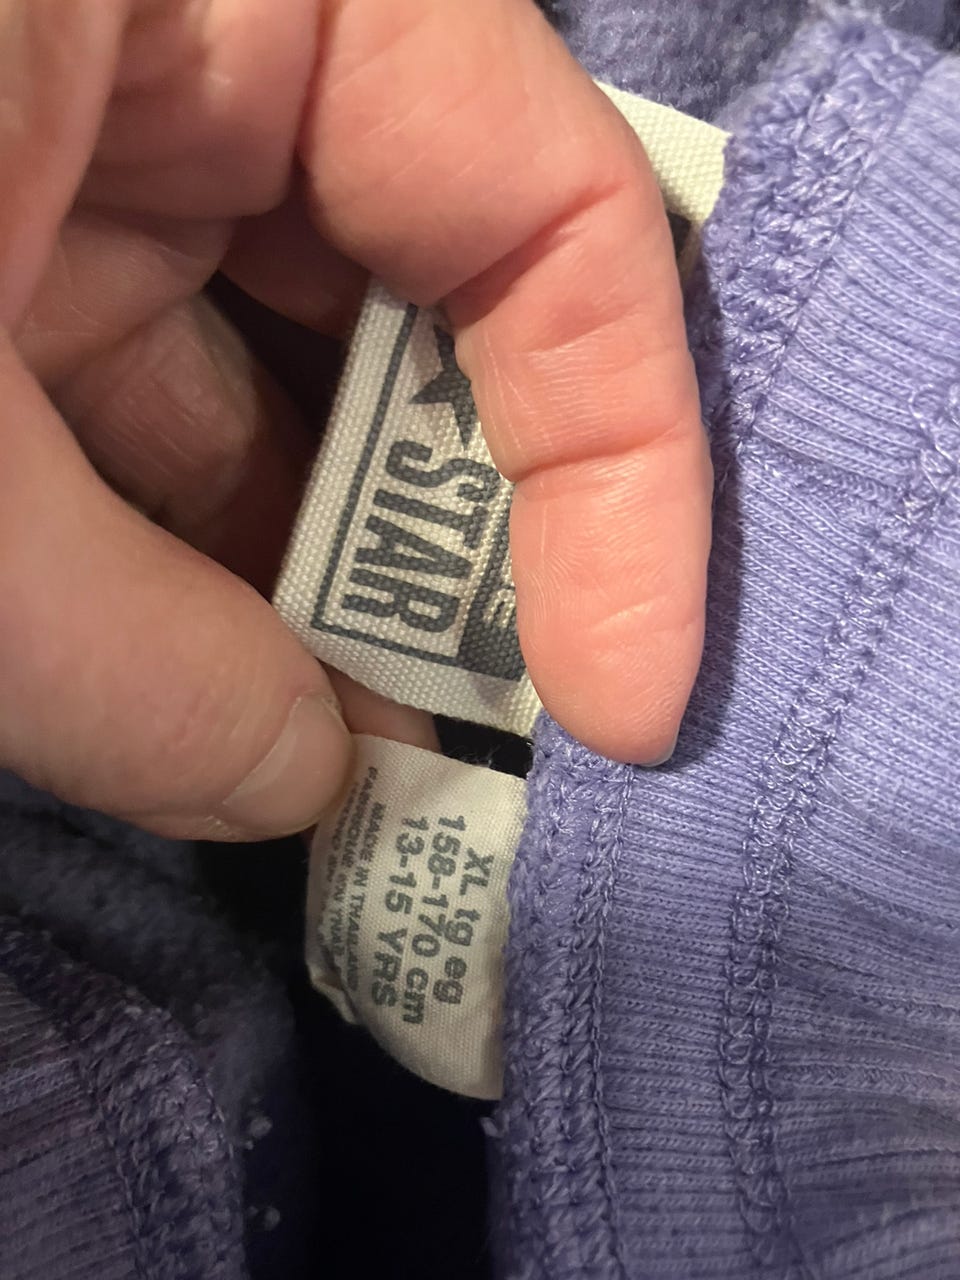 ★ STAR
XL tg eg
158-170 cm
13-15 YRS
MADE IN THAILAND